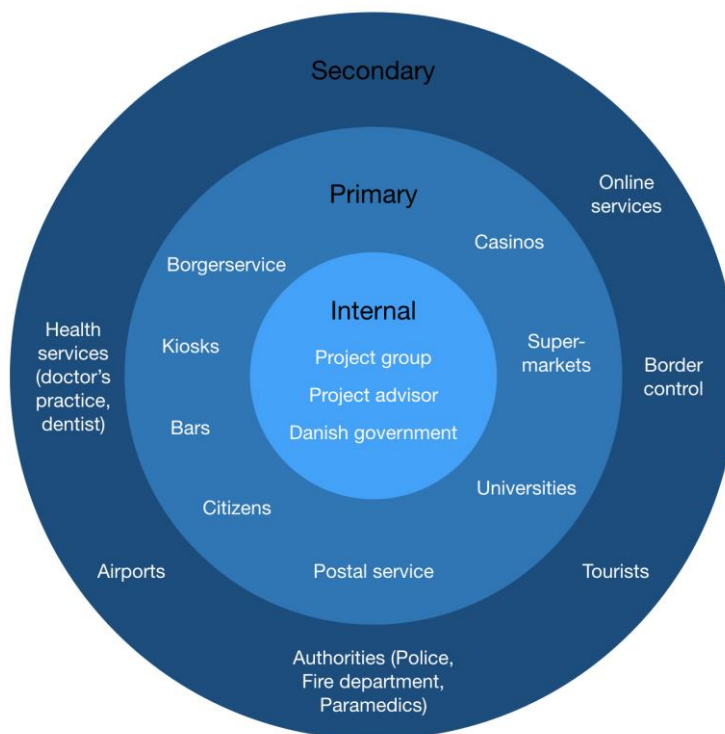 Secondary
Online
services
Primary
Casinos
Borgerservice
Internal
Health
services
(doctor's
practice,
dentist)
Kiosks
Project group
Super-
markets
Border
control
Project advisor
Bars
Danish government
Citizens
Universities
Airports
Postal service
Tourists
Authorities (Police,
Fire department,
Paramedics)